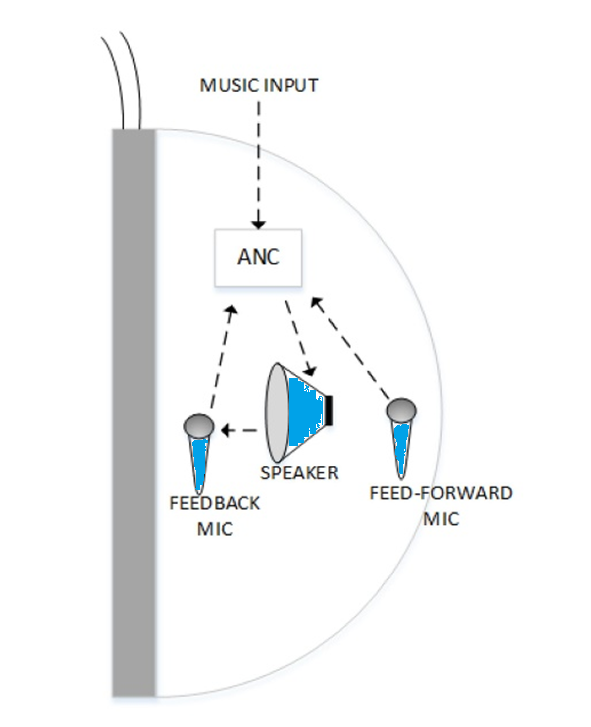 MUSIC INPUT
ANC
SPEAKER
FEEDBACK
MIC
FEED-FORWARD
MIC